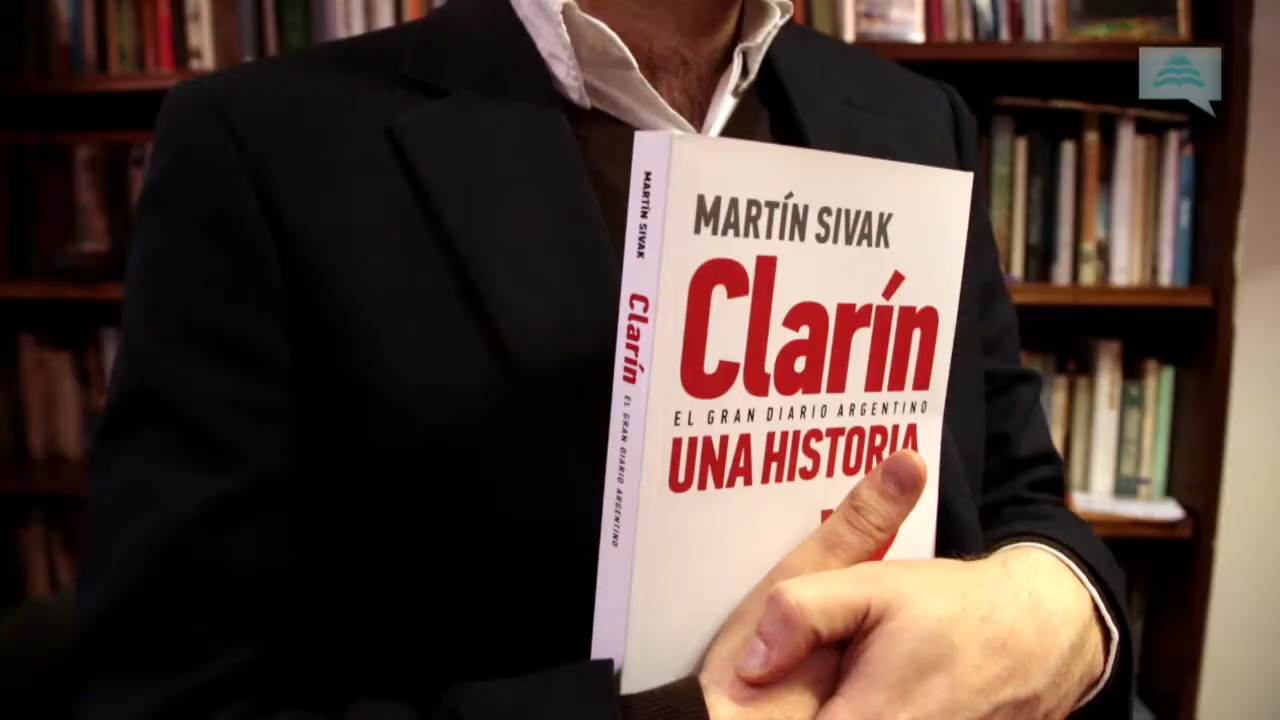 MARTÍN SIVAK
Clarín
EL GRAN DIARIO ARGENTINO
UNA HISTORIA
MARTÍN SIVAK
Clarín
EL GRAN DIARIO ARGENTINO